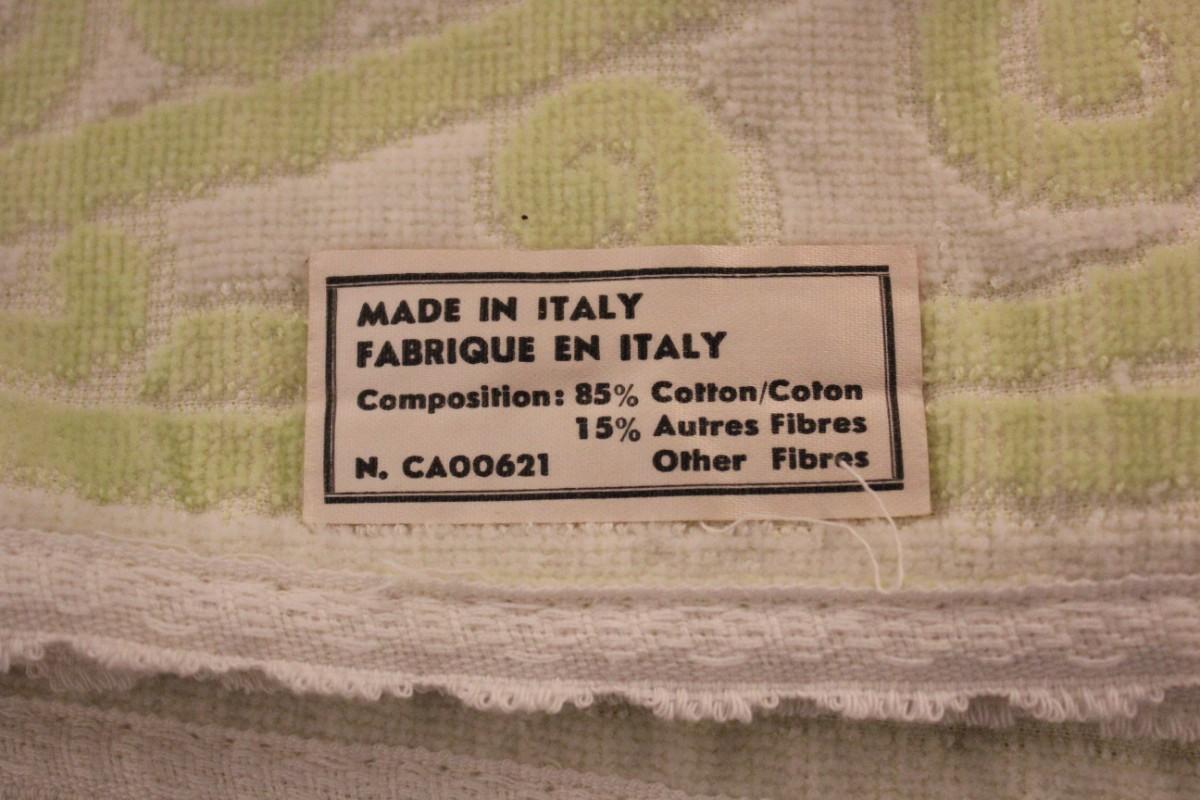 MADE IN ITALY
FABRIQUE EN ITALY
Composition: 85% Cotton/Coton
15% Autres Fibres
N. CA00621 Other Fibres